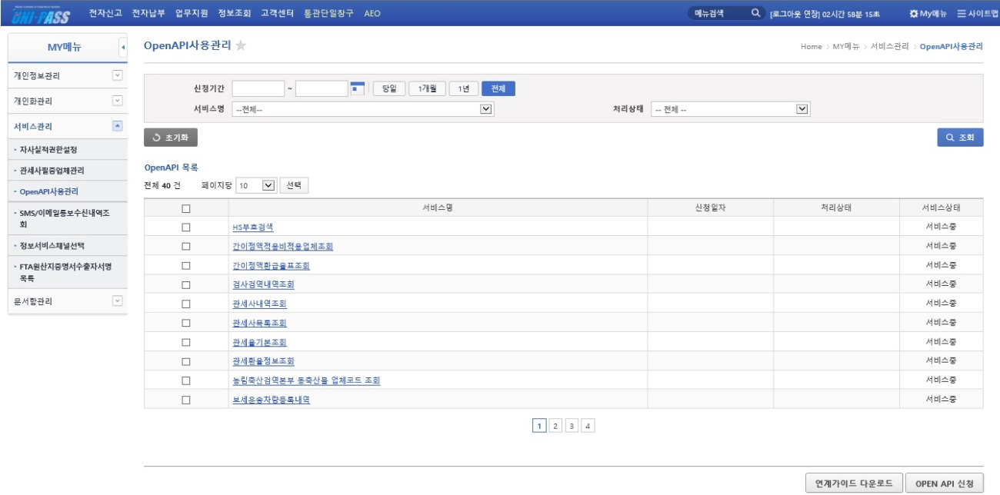 UNI-PASS 전자신고 전자납부 업무지원 정보조회 고객센터 통관단일창구 AEO 메뉴검색 [로그아웃 연장] 02시간 58분 15초 My메뉴 사이트맵
MY메뉴
개인정보관리
개인화관리
서비스관리
- 자사실적권한설정
- 관세사필증업체관리
- OpenAPI사용관리
- SMS/이메일통보수신내역조
회
- 정보서비스채널선택
- FTA원산지증명서수출자서명
목록
문서함관리
OpenAPI사용관리
Home > MY메뉴 > 서비스관리 > OpenAPI사용관리
신청기간 ~ 당일 1개월 1년 전체
서비스명 --전체-- 처리상태 -- 전체 --
초기화 조회
OpenAPI 목록
전체 40 건 페이지당 10 선택
서비스명 신청일자 처리상태 서비스상태
HS부호검색 서비스중
간이정액적용비적용업체조회 서비스중
간이정액환급율표조회 서비스중
검사검역내역조회 서비스중
관세사내역조회 서비스중
관세사목록조회 서비스중
관세율기본조회 서비스중
관세환율정보조회 서비스중
농림축산검역본부 동축산물 업체코드 조회 서비스중
보세운송차량등록내역 서비스중
1 2 3 4
연계가이드 다운로드 OPEN API 신청